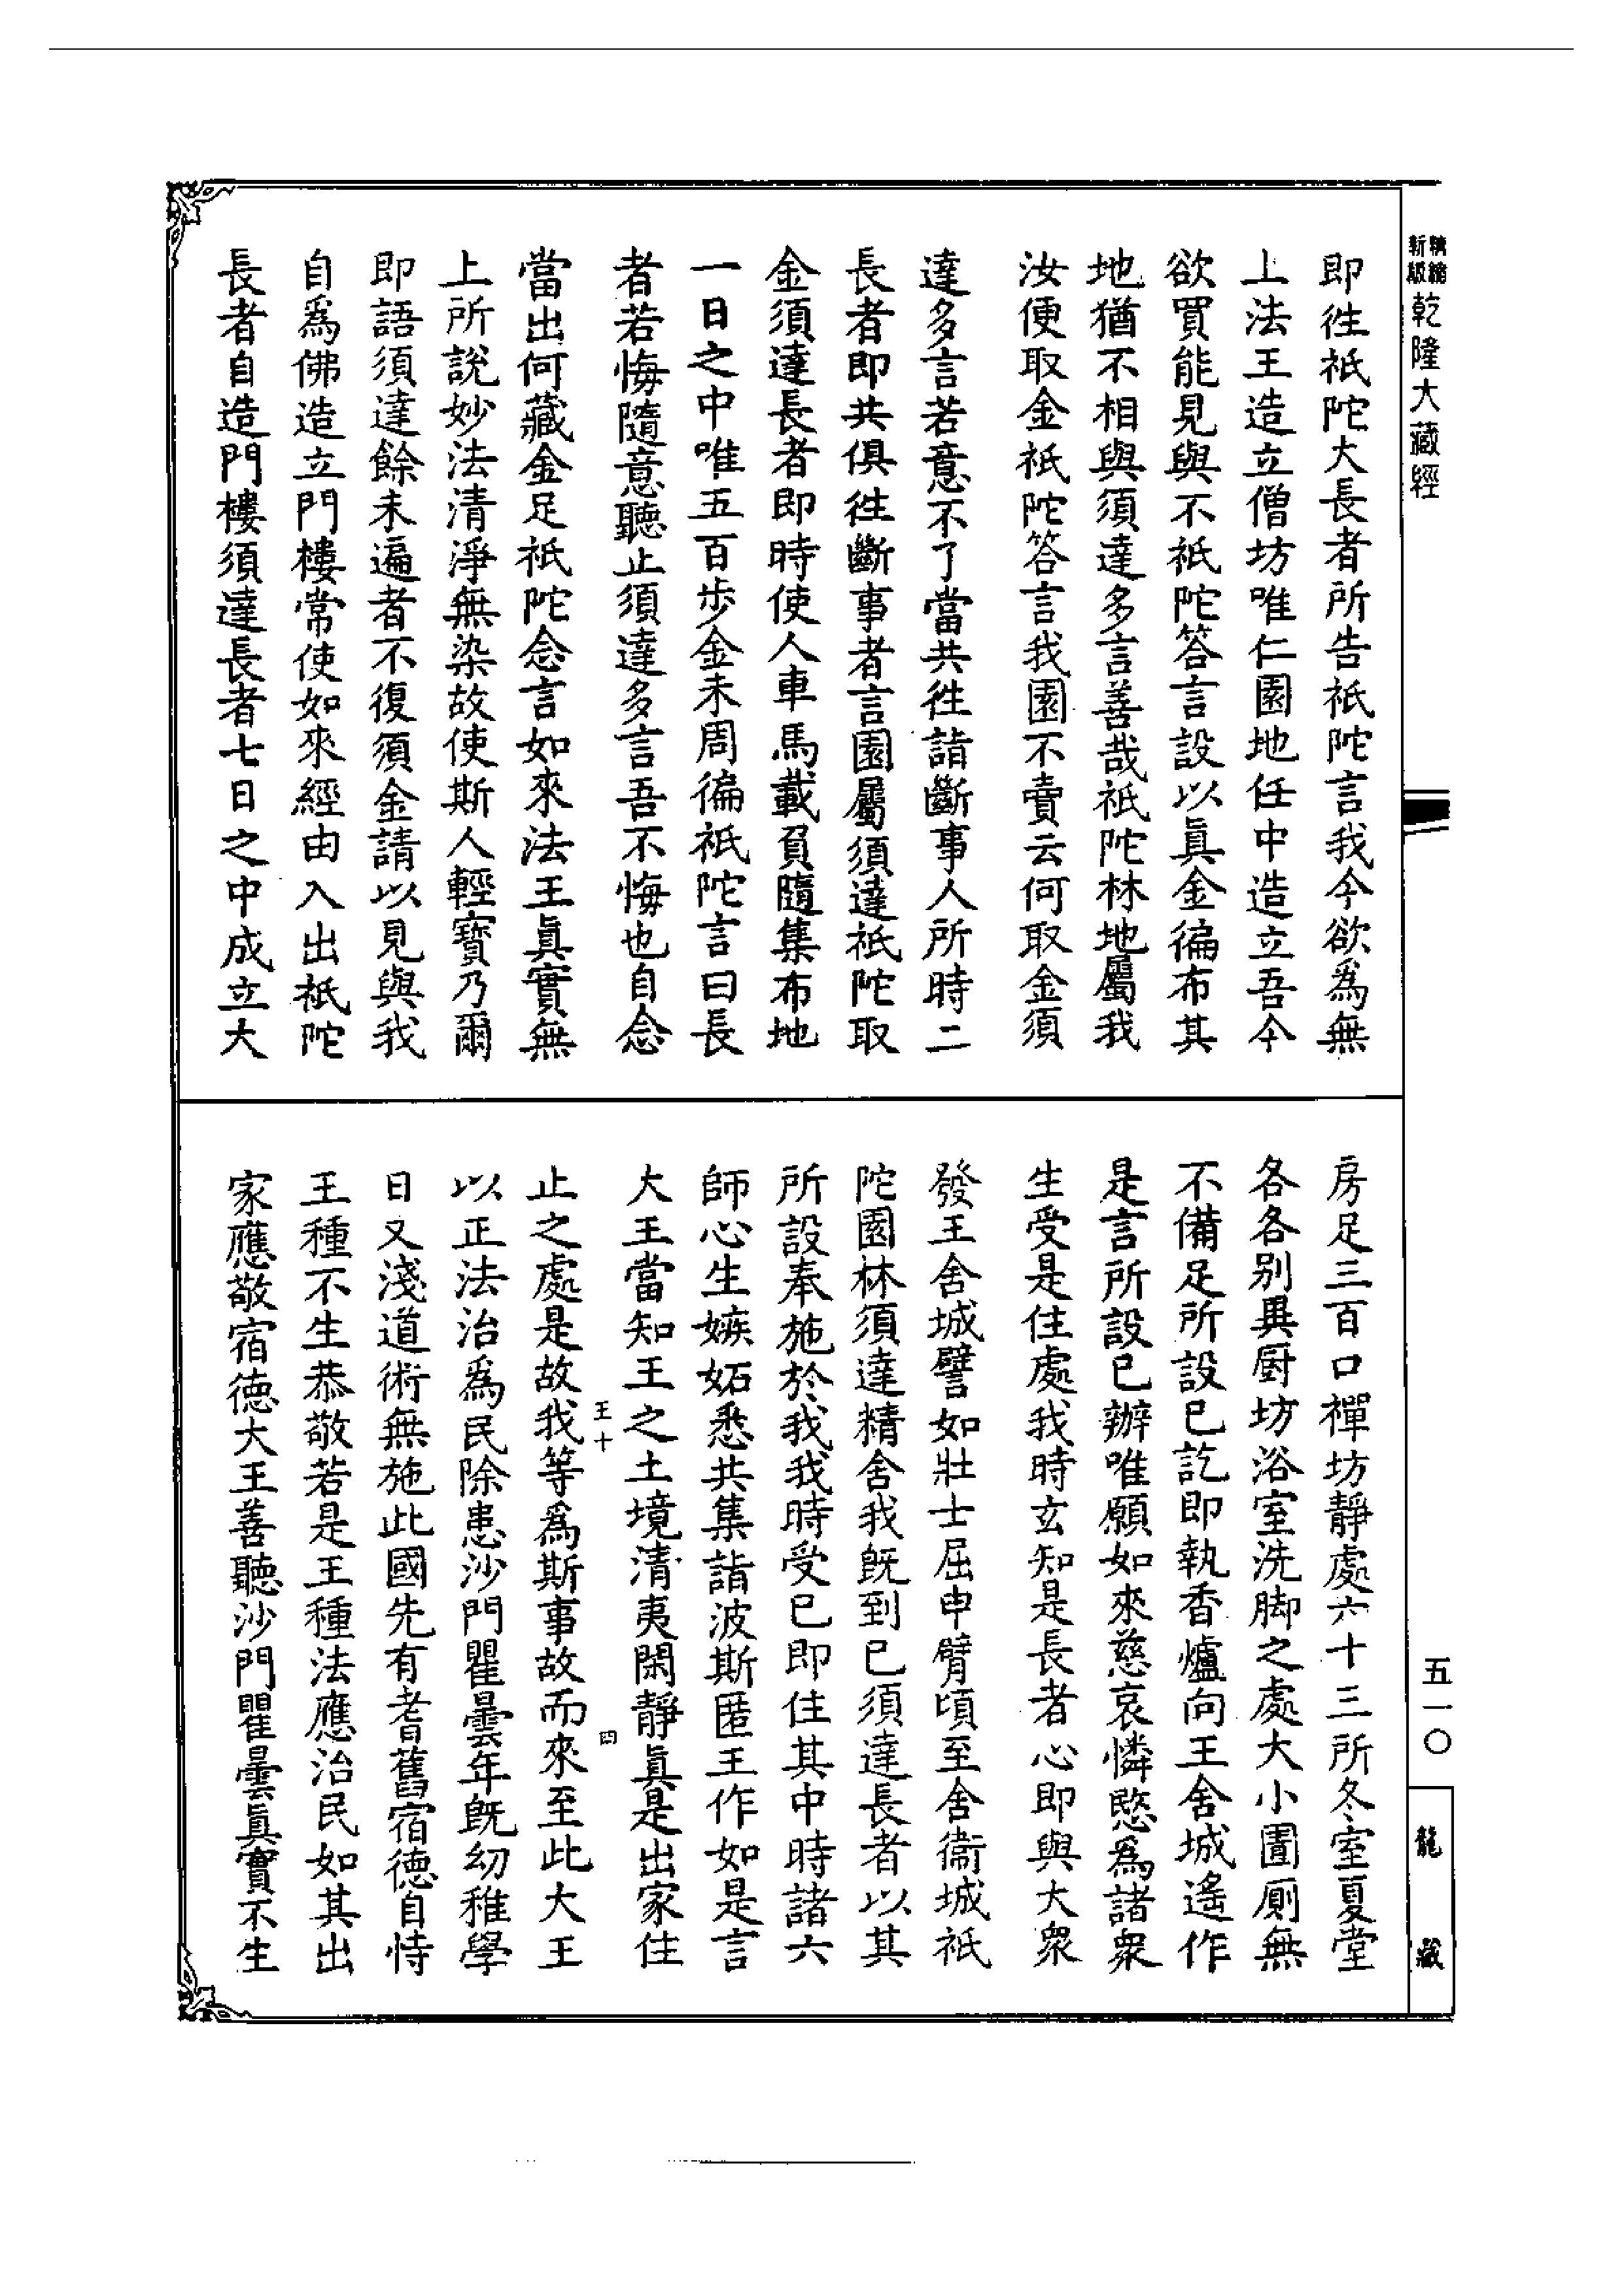 新版精縮乾隆大藏經
五一〇
龍藏
即往祇陀大長者所告祇陀言我今欲爲無
上法王造立僧坊唯仁園地任中造立吾今
欲買能見與不祇陀答言設以眞金徧布其
地猶不相與須達多言善哉祇陀林地屬我
汝便取金祇陀答言我園不賣云何取金須
達多言若意不了當共往詣斷事人所時二
長者即共俱往斷事者言園屬須達祇陀取
金須達長者即時使人車馬載負隨集布地
一日之中唯五百步金未周徧祇陀言曰長
者若悔隨意聽止須達多言吾不悔也自念
當出何藏金足祇陀念言如來法王眞實無
上所說妙法清淨無染故使斯人輕寶乃爾
即語須達餘未遍者不復須金請以見與我
自爲佛造立門樓常使如來經由入出祇陀
長者自造門樓須達長者七日之中成立大
房足三百口禪坊靜處六十三所冬室夏堂
各各別異厨坊浴室洗脚之處大小圊厠無
不備足所設已訖即執香爐向王舍城遙作
是言所設已辦唯願如來慈哀憐愍爲諸衆
生受是住處我時玄知是長者心即與大衆
發王舍城譬如壯士屈申臂頃至舍衞城祇
陀園林須達精舍我旣到已須達長者以其
所設奉施於我我時受已即住其中時諸六
師心生嫉妬悉共集詣波斯匿王作如是言
大王當知王之土境清夷閑靜眞是出家住
王十 四
止之處是故我等爲斯事故而來至此大王
以正法治爲民除患沙門瞿曇年旣幼稚學
日又淺道術無施此國先有耆舊宿德自恃
王種不生恭敬若是王種法應治民如其出
家應敬宿德大王善聽沙門瞿曇眞實不生